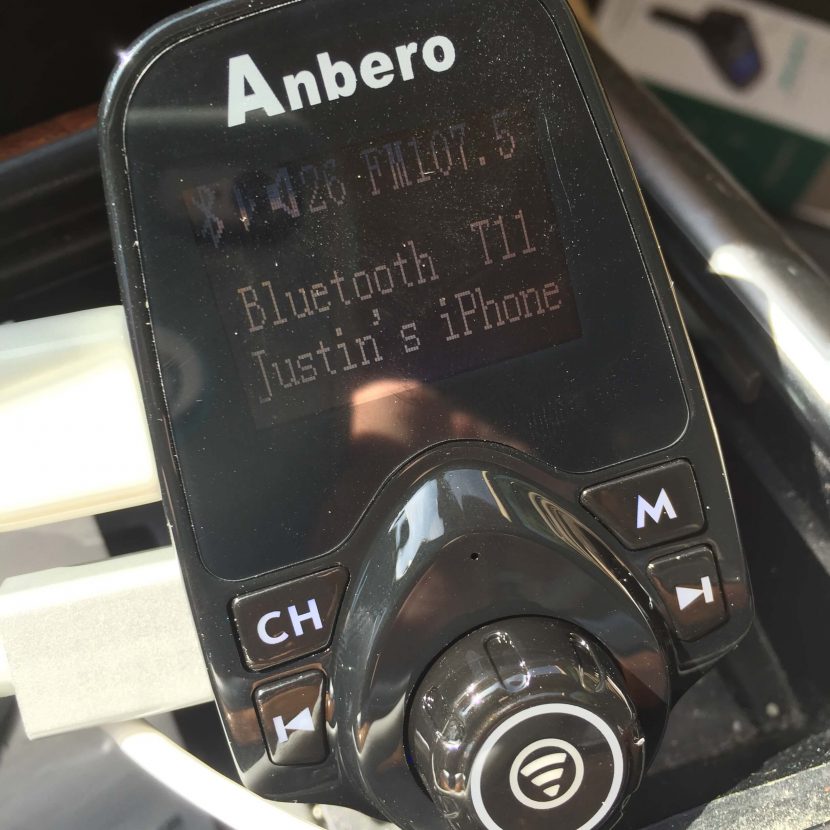 Anbero
26 FM107.5
Bluetooth T11
Justin's iPhone
M
CH